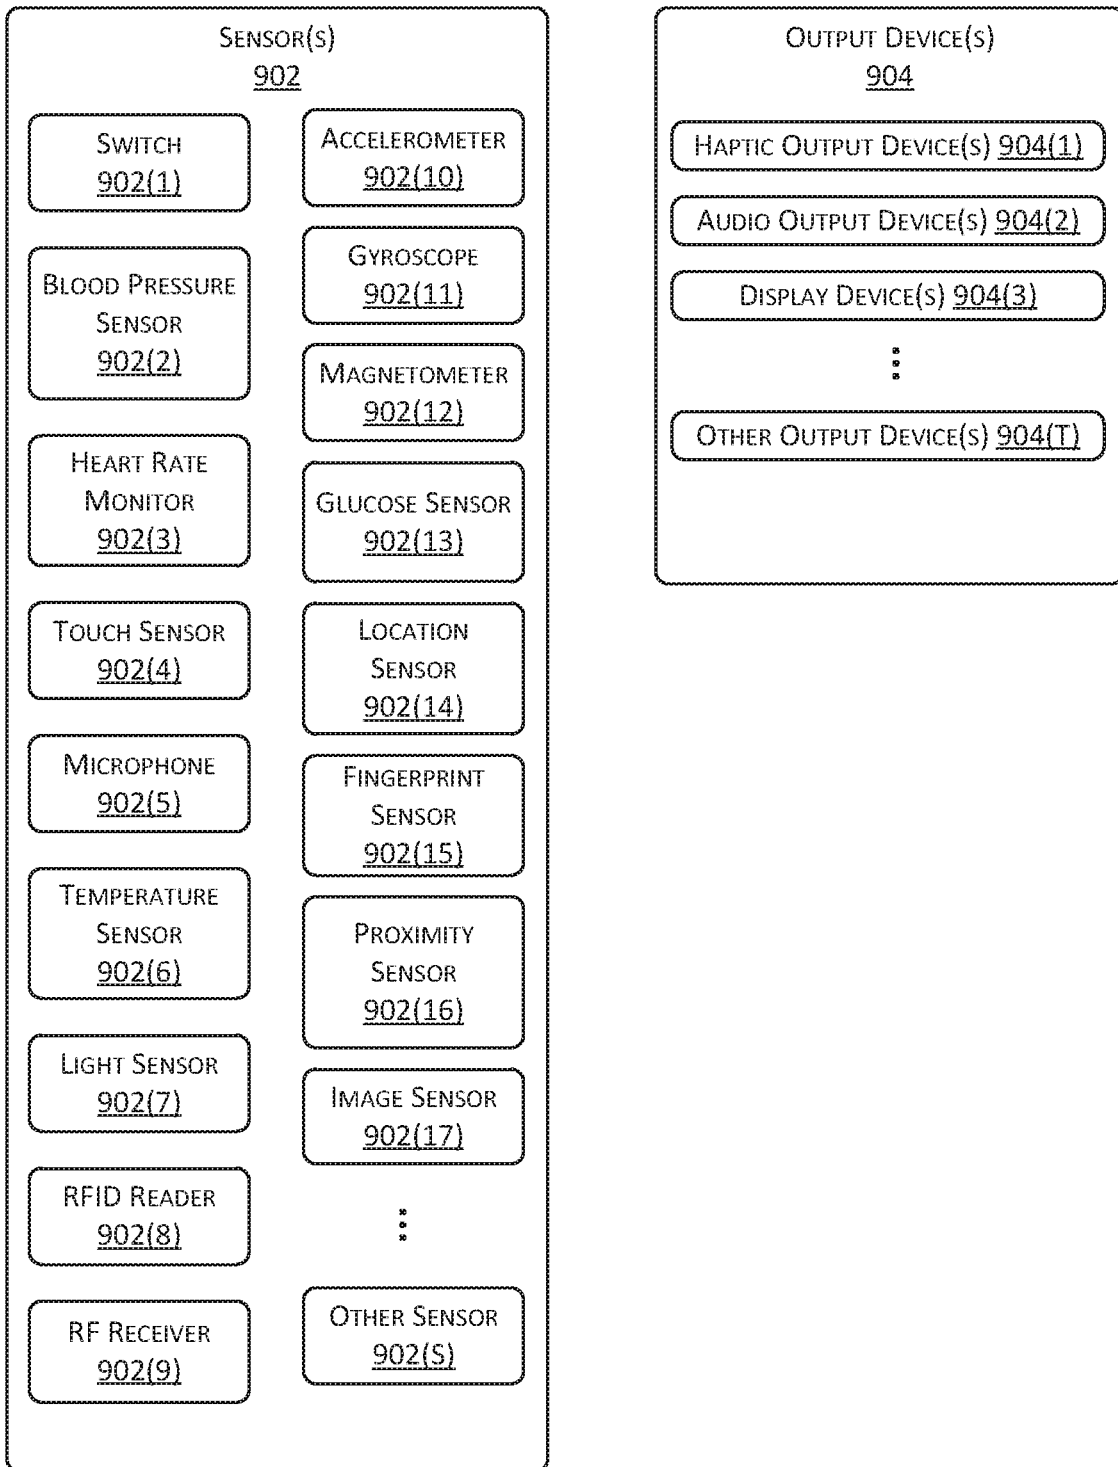 SENSOR(S)
902
SWITCH
902(1)
BLOOD PRESSURE
SENSOR
902(2)
HEART RATE
MONITOR
902(3)
TOUCH SENSOR
902(4)
MICROPHONE
902(5)
TEMPERATURE
SENSOR
902(6)
LIGHT SENSOR
902(7)
RFID READER
902(8)
RF RECEIVER
902(9)
ACCELEROMETER
902(10)
GYROSCOPE
902(11)
MAGNETOMETER
902(12)
GLUCOSE SENSOR
902(13)
LOCATION
SENSOR
902(14)
FINGERPRINT
SENSOR
902(15)
PROXIMITY
SENSOR
902(16)
IMAGE SENSOR
902(17)
OTHER SENSOR
902(S)
OUTPUT DEVICE(S)
904
HAPTIC OUTPUT DEVICE(S) 904(1)
AUDIO OUTPUT DEVICE(S) 904(2)
DISPLAY DEVICE(S) 904(3)
OTHER OUTPUT DEVICE(S) 904(T)